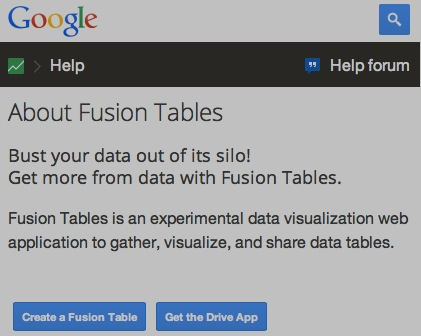 Google
Help
Help forum
About Fusion Tables
Bust your data out of its silo!
Get more from data with Fusion Tables.
Fusion Tables is an experimental data visualization web
application to gather, visualize, and share data tables.
Create a Fusion Table
Get the Drive App